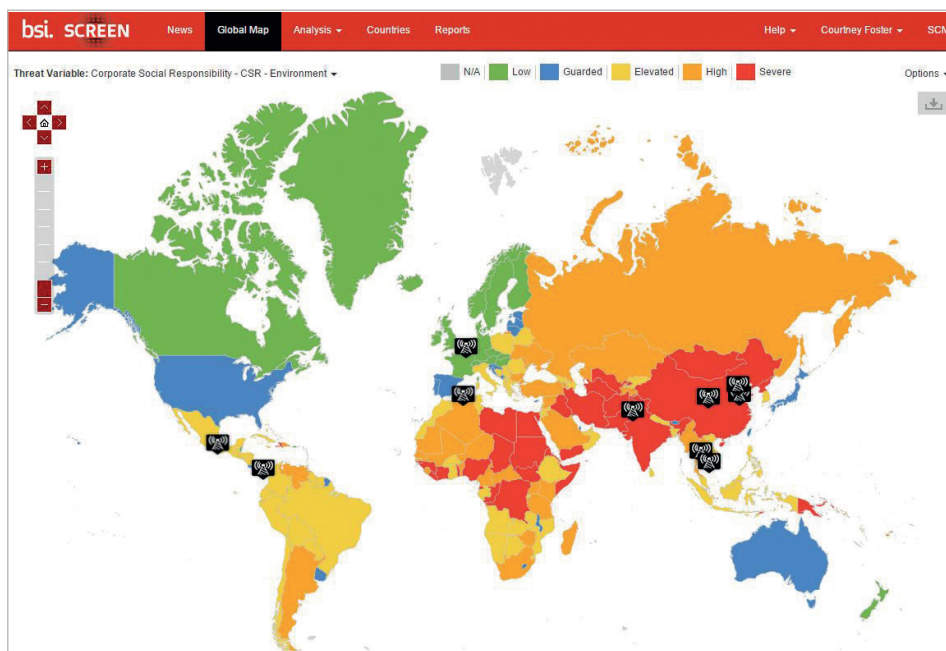 bsi. SCREEN News Global Map Analysis Countries Reports Help Courtney Foster SCM
Threat Variable: Corporate Social Responsibility - CSR - Environment N/A Low Guarded Elevated High Severe Options